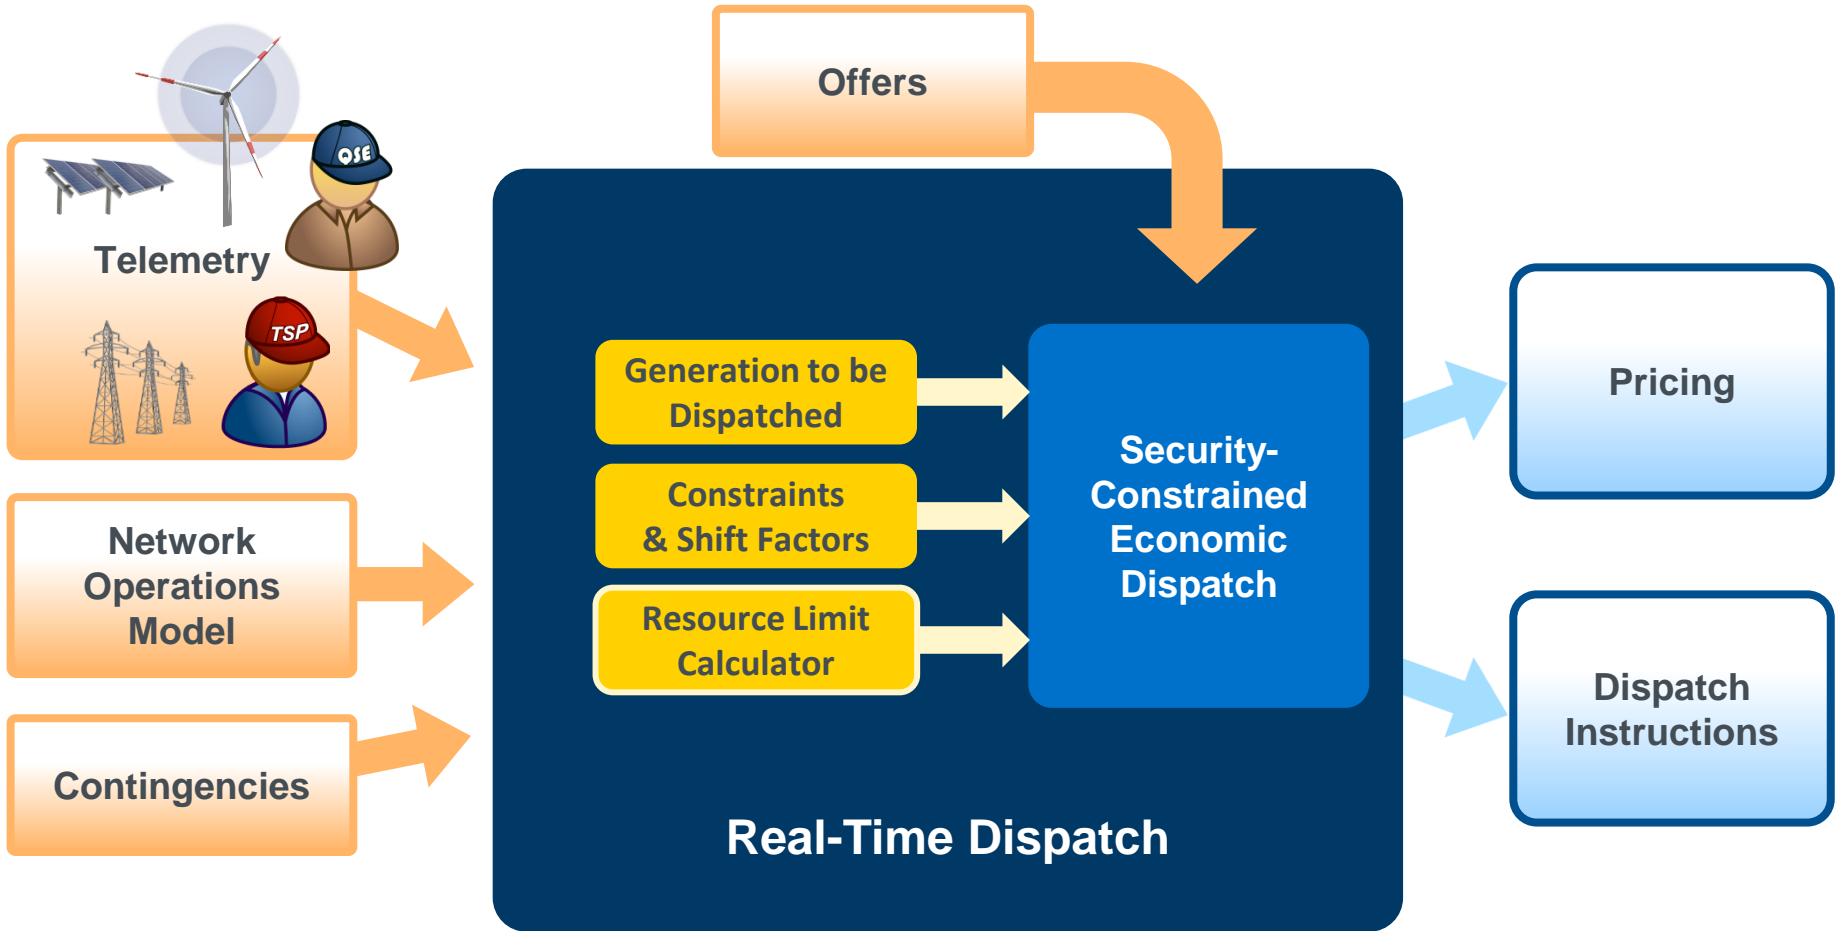 Offers
QSE
Telemetry
TSP
Network
Operations
Model
Contingencies
Generation to be
Dispatched
Constraints
& Shift Factors
Resource Limit
Calculator
Security-
Constrained
Economic
Dispatch
Real-Time Dispatch
Pricing
Dispatch
Instructions